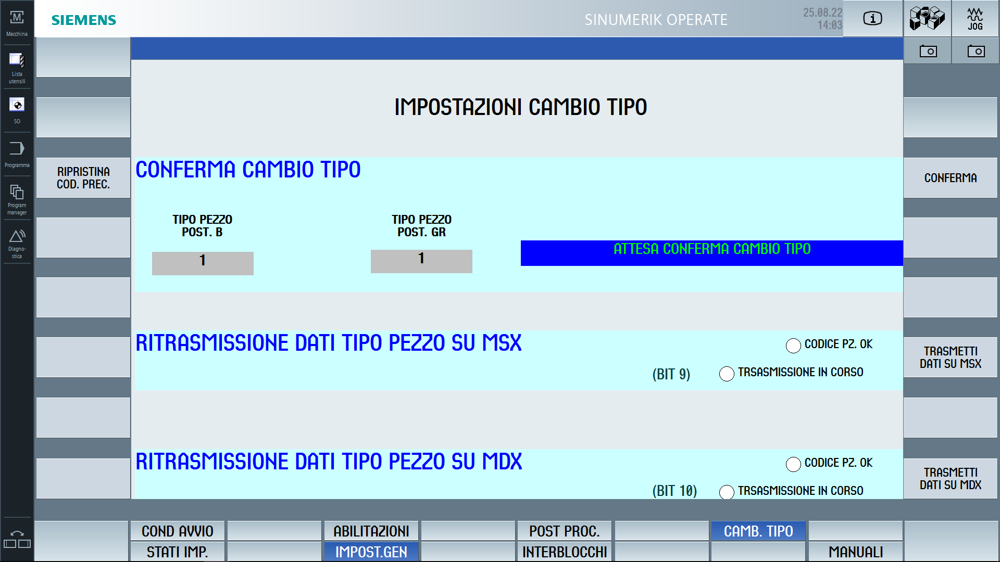 M
Macchina
SIEMENS
SINUMERIK OPERATE
25.08.22
14:03
JOG
Lista
utensili
SO
Programma
Program
manager
Diagno-
stica
IMPOSTAZIONI CAMBIO TIPO
RIPRISTINA
COD. PREC.
CONFERMA CAMBIO TIPO
CONFERMA
TIPO PEZZO
POST. B
TIPO PEZZO
POST. GR
1
1
ATTESA CONFERMA CAMBIO TIPO
RITRASMISSIONE DATI TIPO PEZZO SU MSX
CODICE PZ. OK
(BIT 9)
TRSASMISSIONE IN CORSO
TRASMETTI
DATI SU MSX
RITRASMISSIONE DATI TIPO PEZZO SU MDX
CODICE PZ. OK
(BIT 10)
TRSASMISSIONE IN CORSO
TRASMETTI
DATI SU MDX
COND AVVIO
ABILITAZIONI
POST PROC.
CAMB. TIPO
STATI IMP.
IMPOST.GEN
INTERBLOCCHI
MANUALI